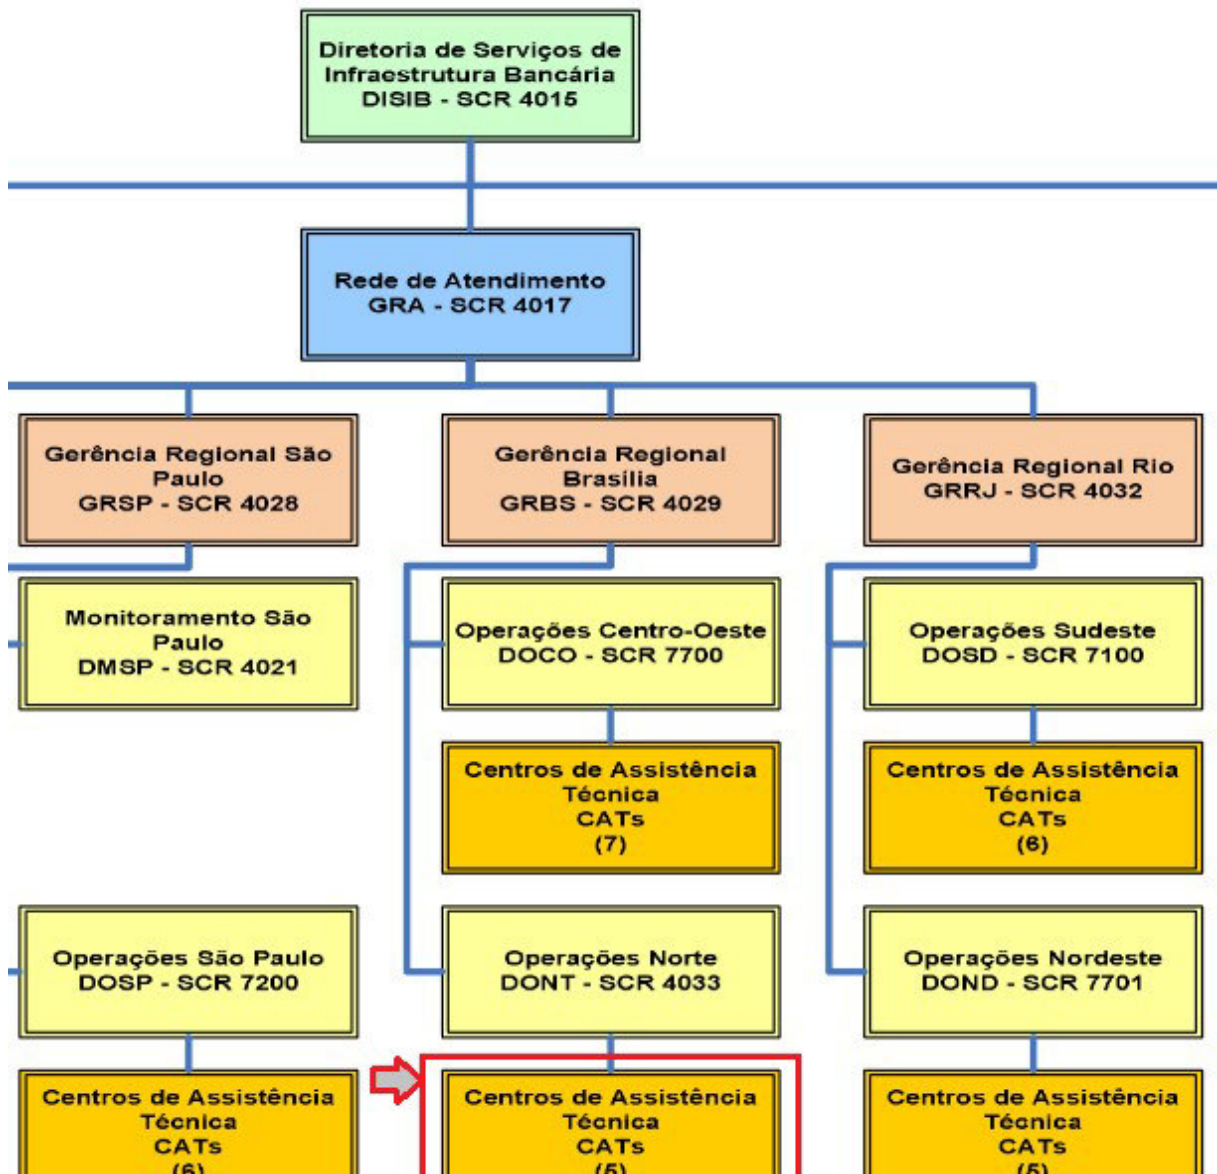 Diretoria de Serviços de
Infraestrutura Bancária
DISIB - SCR 4015
Rede de Atendimento
GRA - SCR 4017
Gerência Regional São
Paulo
GRSP - SCR 4028
Gerência Regional
Brasília
GRBS - SCR 4029
Gerência Regional Rio
GRRJ - SCR 4032
Monitoramento São
Paulo
DMSP - SCR 4021
Operações Centro-Oeste
DOCO - SCR 7700
Operações Sudeste
DOSD - SCR 7100
Centros de Assistência
Técnica
CATs
(7)
Centros de Assistência
Técnica
CATs
(6)
Operações São Paulo
DOSP - SCR 7200
Operações Norte
DONT - SCR 4033
Operações Nordeste
DOND - SCR 7701
Centros de Assistência
Técnica
CATs
(6)
Centros de Assistência
Técnica
CATs
(5)
Centros de Assistência
Técnica
CATs
(5)